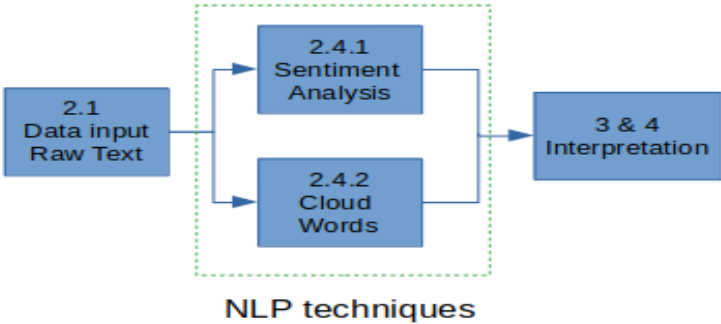 2.1
Data input
Raw Text
2.4.1
Sentiment
Analysis
2.4.2
Cloud
Words
3 & 4
Interpretation
NLP techniques